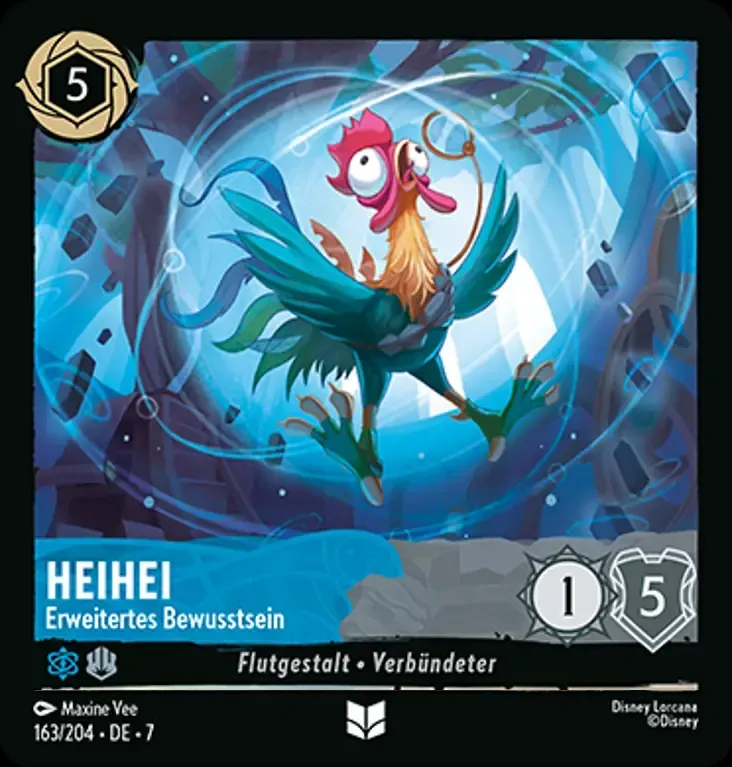 5
HEIHEI
Erweitertes Bewusstsein
1
5
Flutgestalt • Verbündeter
Maxine Vee
163/204 • DE • 7
Disney Lorcana
©Disney